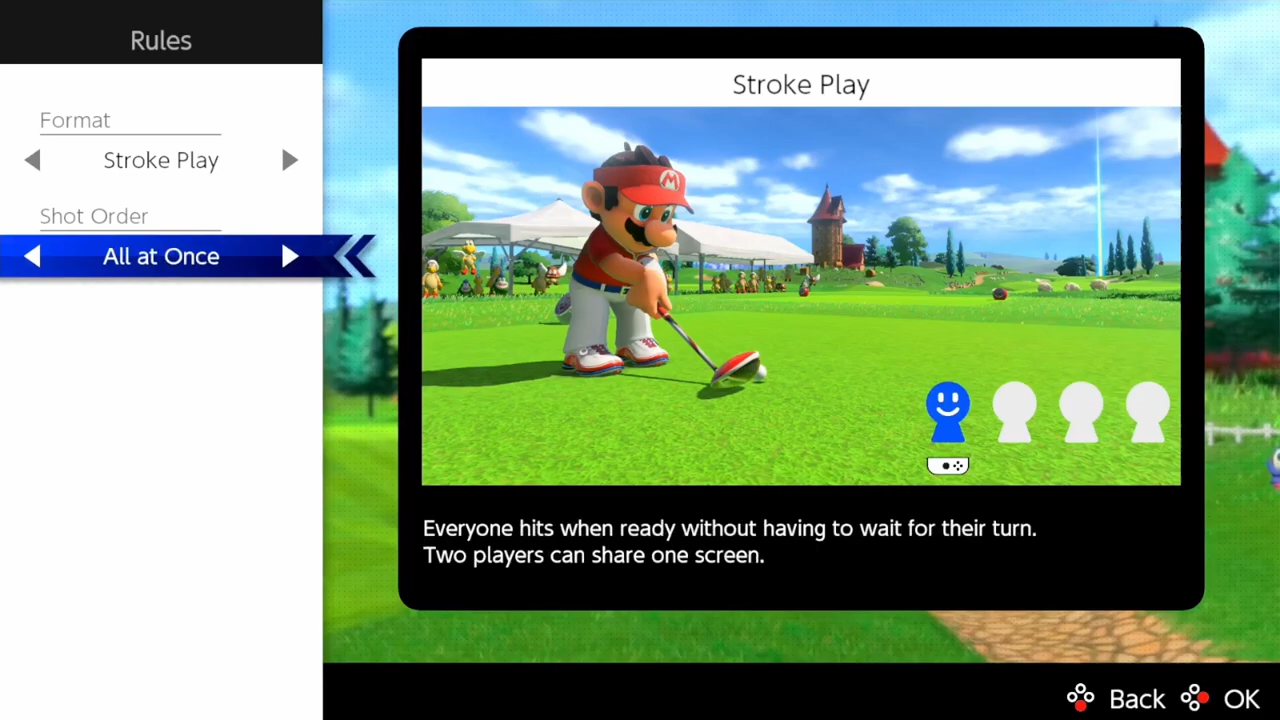 Rules
Format
Stroke Play
Shot Order
All at Once
Stroke Play
M
Everyone hits when ready without having to wait for their turn.
Two players can share one screen.
Back OK